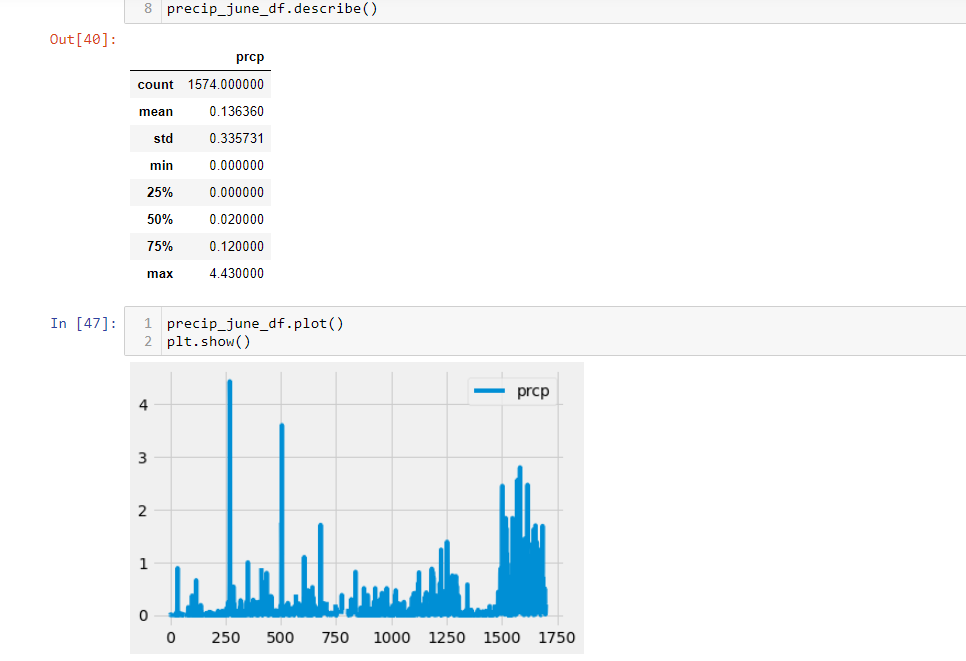 8 precip_june_df.describe()
Out[40]:
prcp
count 1574.000000
mean 0.136360
std 0.335731
min 0.000000
25% 0.000000
50% 0.020000
75% 0.120000
max 4.430000
In [47]: 1 precip_june_df.plot()
2 plt.show()
prcp
4
3
2
1
0
0 250 500 750 1000 1250 1500 1750